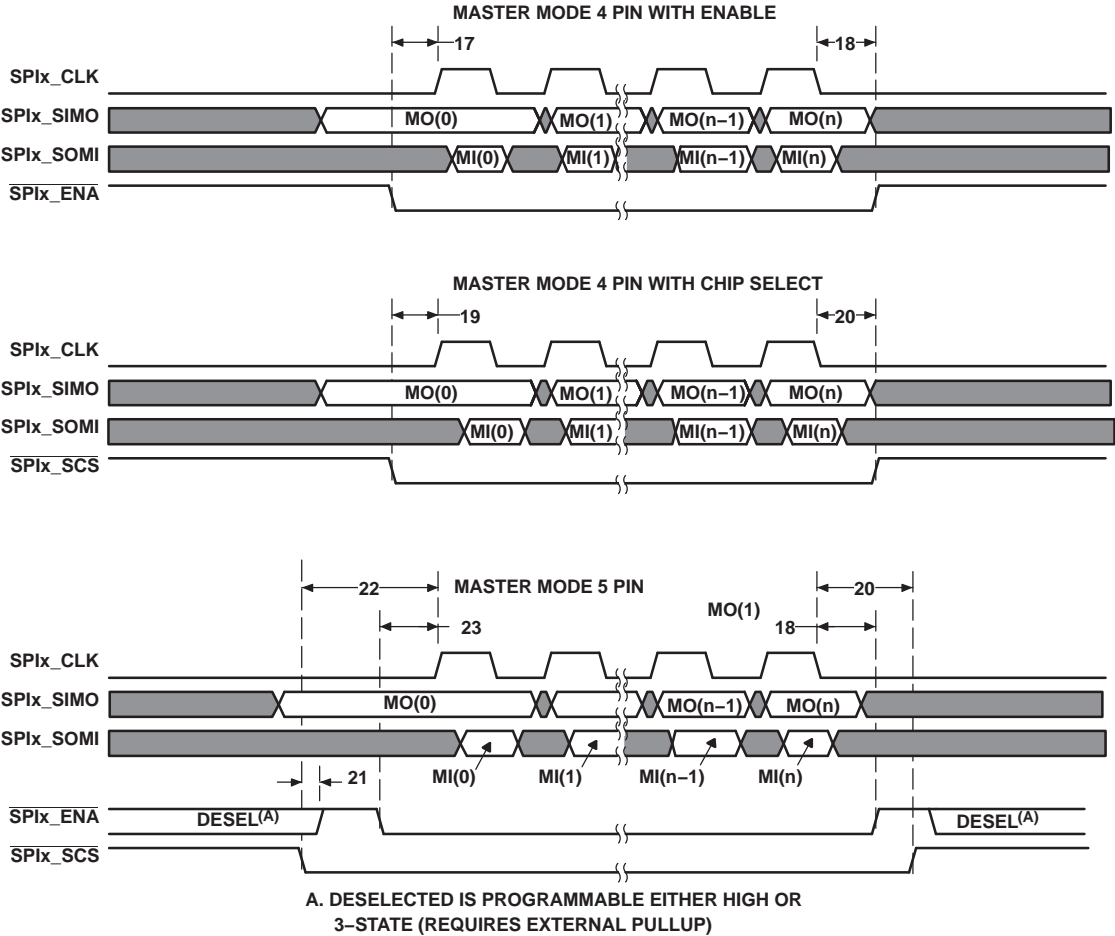 MASTER MODE 4 PIN WITH ENABLE
17
18
SPIx_CLK
SPIx_SIMO
MO(0)
MO(1)
MO(n−1)
MO(n)
SPIx_SOMI
MI(0)
MI(1)
MI(n−1)
MI(n)
SPIx_ENA
MASTER MODE 4 PIN WITH CHIP SELECT
19
20
SPIx_CLK
SPIx_SIMO
MO(0)
MO(1)
MO(n−1)
MO(n)
SPIx_SOMI
MI(0)
MI(1)
MI(n−1)
MI(n)
SPIx_SCS
22
MASTER MODE 5 PIN
20
MO(1)
23
18
SPIx_CLK
SPIx_SIMO
MO(0)
MO(n−1)
MO(n)
SPIx_SOMI
MI(0)
MI(1)
MI(n−1)
MI(n)
21
SPIx_ENA
DESEL(A)
DESEL(A)
SPIx_SCS
A. DESELECTED IS PROGRAMMABLE EITHER HIGH OR
3−STATE (REQUIRES EXTERNAL PULLUP)